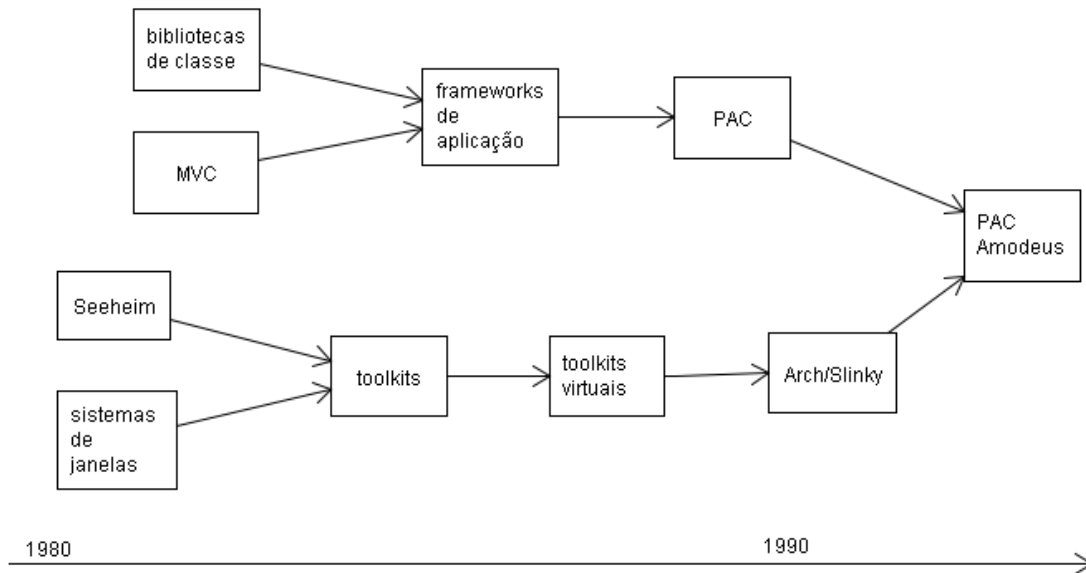 bibliotecas
de classe
MVC
frameworks
de
aplicação
PAC
PAC
Amodeus
Seeheim
sistemas
de
janelas
toolkits
toolkits
virtuais
Arch/Slinky
1980
1990